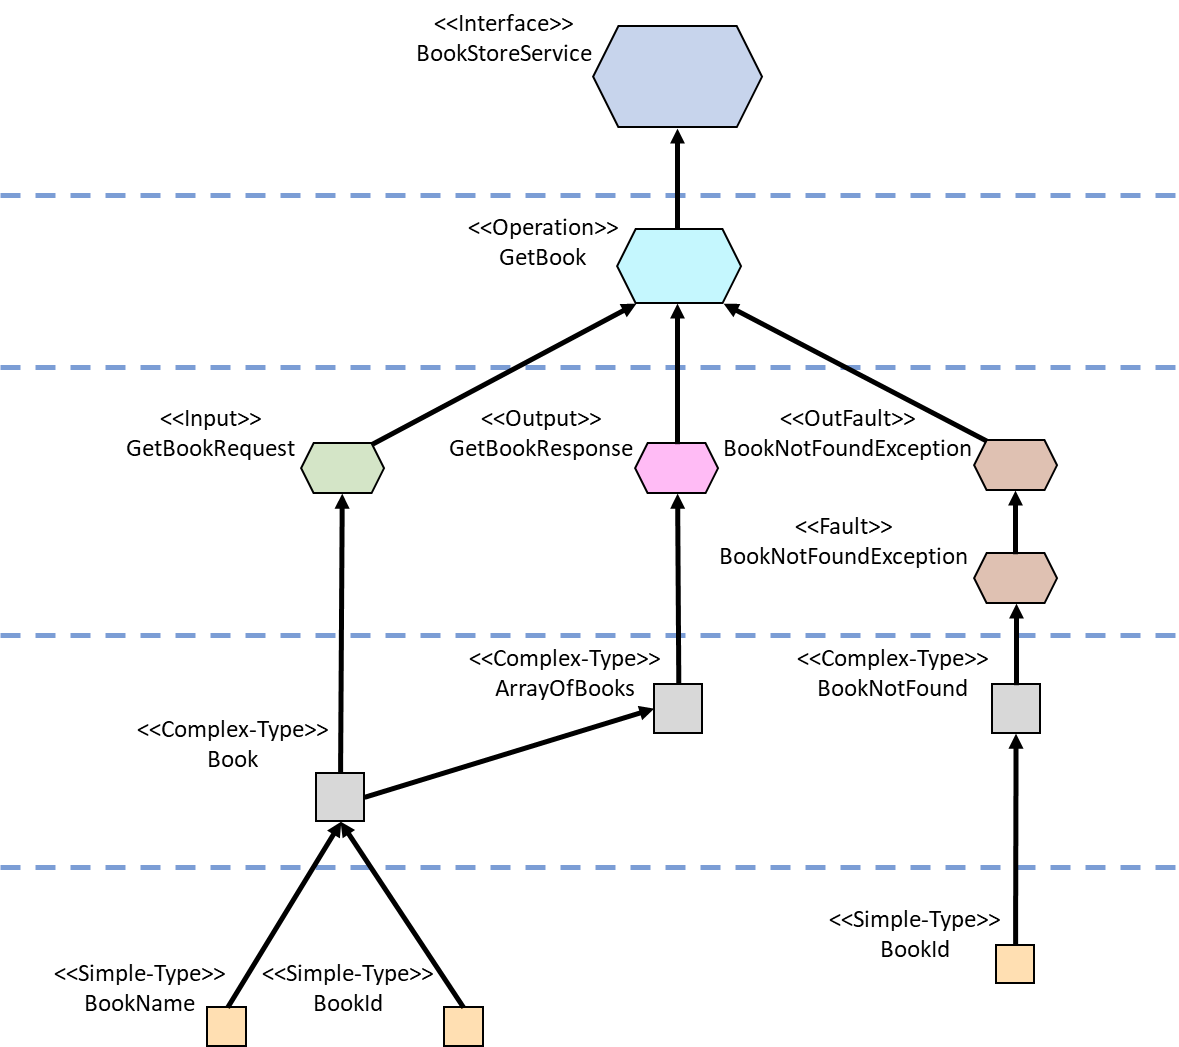 <<Interface>>
BookStoreService
<<Operation>>
GetBook
<<Input>>
GetBookRequest
<<Output>>
GetBookResponse
<<OutFault>>
BookNotFoundException
<<Fault>>
BookNotFoundException
<<Complex-Type>>
ArrayOfBooks
<<Complex-Type>>
BookNotFound
<<Complex-Type>>
Book
<<Simple-Type>>
BookId
<<Simple-Type>>
BookName
<<Simple-Type>>
BookId